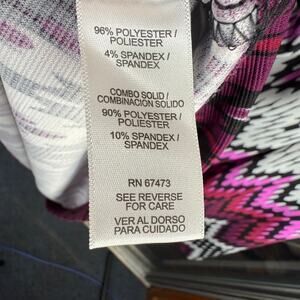 96% POLYESTER /
POLIESTER
4% SPANDEX /
SPANDEX
COMBO SOLID /
COMBINACION SOLIDO
90% POLYESTER /
POLIESTER
10% SPANDEX /
SPANDEX
RN 67473
SEE REVERSE
FOR CARE
VER AL DORSO
PARA CUIDADO